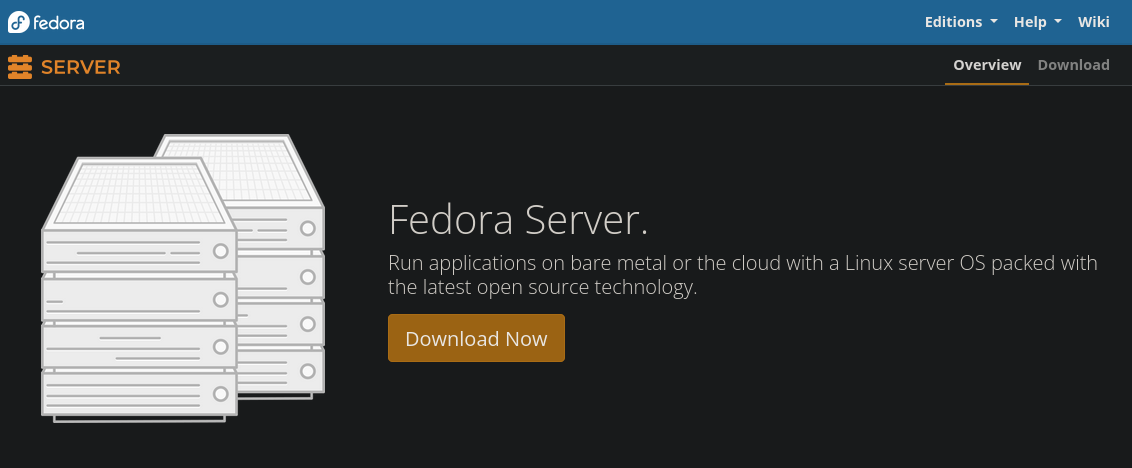 fedora
Editions Help Wiki
SERVER
Overview Download
Fedora Server.
Run applications on bare metal or the cloud with a Linux server OS packed with
the latest open source technology.
Download Now